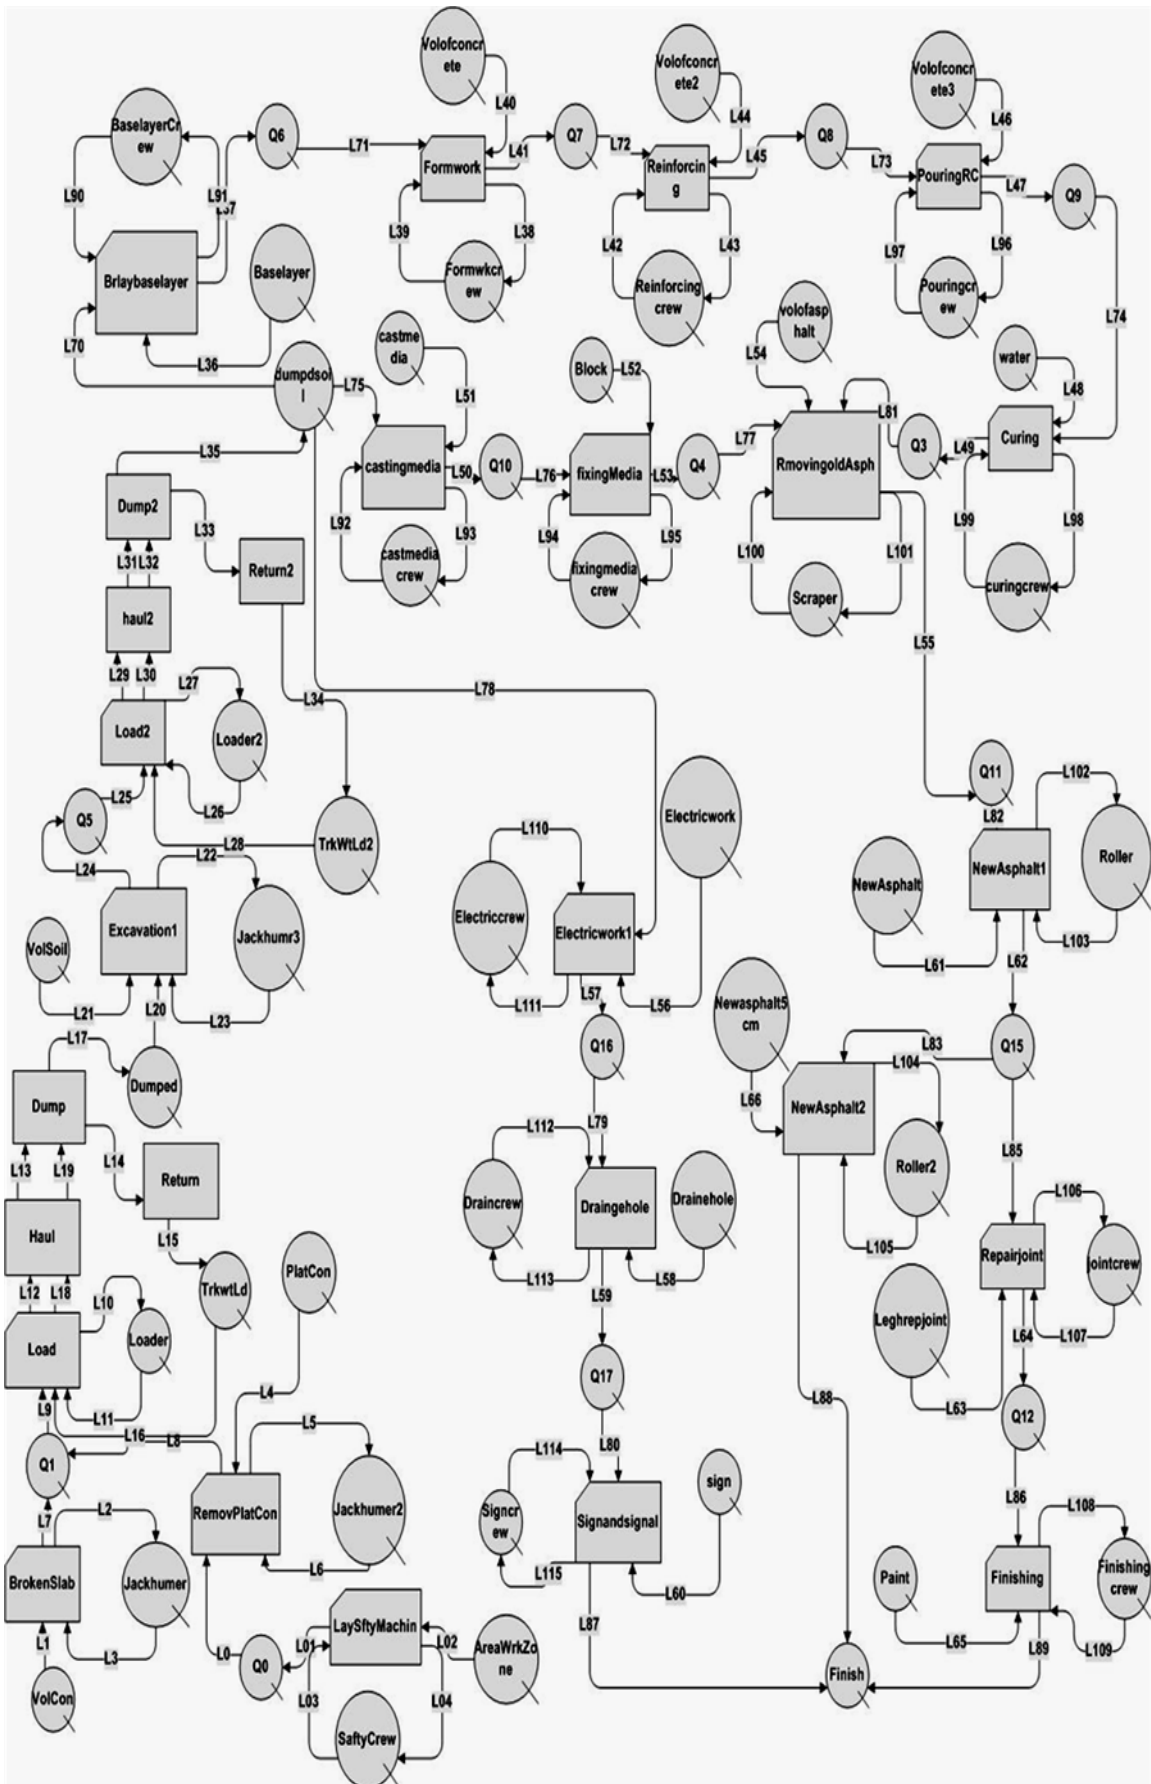 Volofconcr
ete
Volofconcr
ete2
Volofconcr
ete3
BaselayerCr
ew
Q6
L40
L44
L46
Q7
Q8
L71
L41
L72
L45
L73
Formwork
Reinforcin
g
PouringRC
L47
Q9
L90
L91
L37
L39
L38
L42
L43
L97
L96
Brlaybaselayer
Baselayer
Formwkcr
ew
Reinforcing
crew
Pouringcr
ew
L74
L70
L36
castme
dia
volofasp
halt
L54
water
dumpdsoi
l
L75
L51
Block
L52
L48
L81
L35
castingmedia
L50
Q10
L76
fixingMedia
L53
Q4
L77
RmovingoldAsph
Q3
L49
Curing
Dump2
L33
L92
L93
L94
L95
L100
L101
L99
L98
L31
L32
Return2
castmedia
crew
fixingmedia
crew
Scraper
curingcrew
haul2
L29
L30
L27
L34
L78
L55
Load2
Loader2
Q11
L102
L25
L26
Q5
L28
TrkWtLd2
Electricwork
L82
L24
L22
L110
NewAsphalt
NewAsphalt1
Roller
VolSoil
Excavation1
Jackhumr3
Electriccrew
Electricwork1
L103
L61
L62
L21
L20
L23
L111
L57
L56
Newasphalt5
cm
L17
Q16
L83
Q15
Dumped
L104
Dump
L66
NewAsphalt2
L112
L79
L85
L13
L19
L14
Return
Roller2
Draincrew
Draingehole
Drainehole
L106
Haul
L15
L105
Repairjoint
jointcrew
L113
L58
PlatCon
TrkwtLd
L12
L18
L10
L59
Leghrepjoint
L64
L107
Load
Loader
Q17
L4
L88
L63
L9
L11
L16
L8
L5
Q12
L114
L80
Q1
RemovPlatCon
Jackhumer2
sign
L86
L7
L2
Signcr
ew
Signandsignal
L108
L6
L115
BrokenSlab
Jackhumer
L60
Paint
Finishing
Finishing
crew
L1
L3
LaySftyMachin
L87
L65
L89
L109
L0
L01
L02
Q0
AreaWrkZo
ne
VolCon
L03
L04
Finish
SaftyCrew